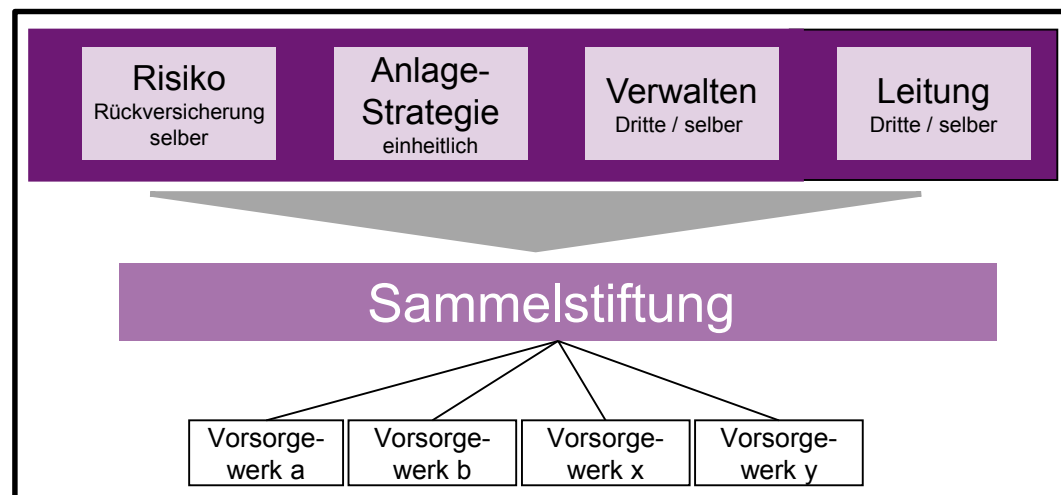 Risiko
Rückversicherung
selber
Anlage-
Strategie
einheitlich
Verwalten
Dritte / selber
Leitung
Dritte / selber
Sammelstiftung
Vorsorge-
werk a
Vorsorge-
werk b
Vorsorge-
werk x
Vorsorge-
werk y